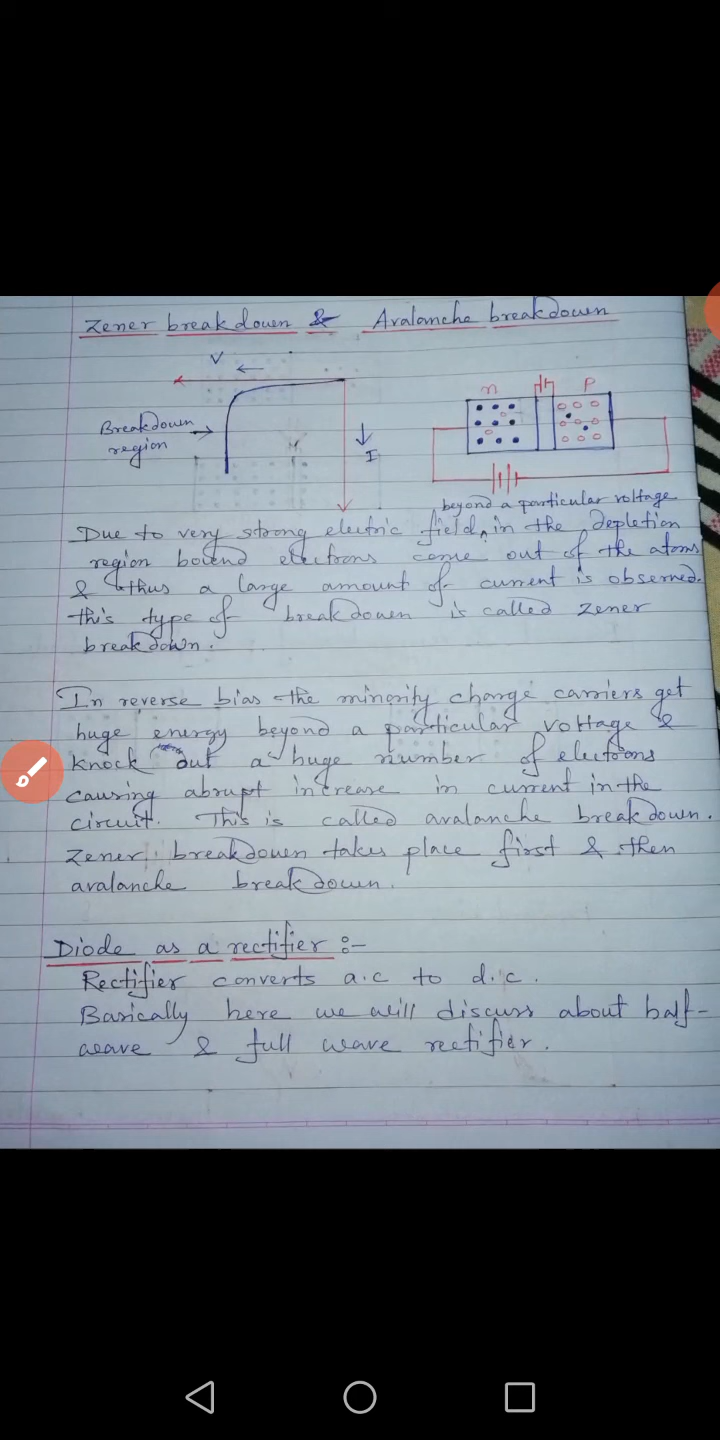 Zener breakdown & Avalanche breakdown
V
n
P
Breakdown
region
I
beyond a particular voltage
Due to very strong electric field, in the depletion
region bound electrons come out of the atoms
& thus a large amount of current is observed.
this type of breakdown is called zener
breakdown.
In reverse bias the minority charge carriers get
huge energy beyond a particular voltage &
knock out a huge number of electrons
causing abrupt increase in current in the
circuit. This is called avalanche breakdown.
Zener breakdown takes place first & then
avalanche breakdown.
Diode as a rectifier :-
Rectifier converts a.c to d.c.
Basically here we will discuss about half-
wave & full wave rectifier.